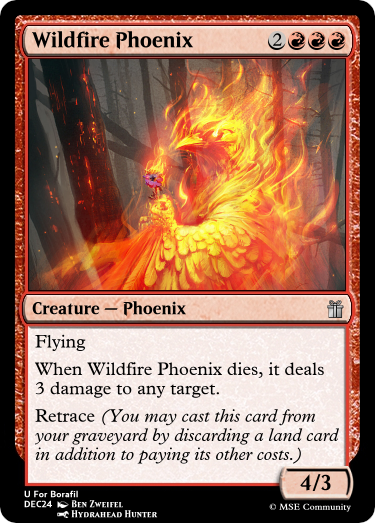 Wildfire Phoenix 2
Creature — Phoenix
Flying
When Wildfire Phoenix dies, it deals
3 damage to any target.
Retrace (You may cast this card from
your graveyard by discarding a land card
in addition to paying its other costs.)
4/3
U For Borafil
DEC24 Ben Zweifel
Hydrahead Hunter
© MSE Community